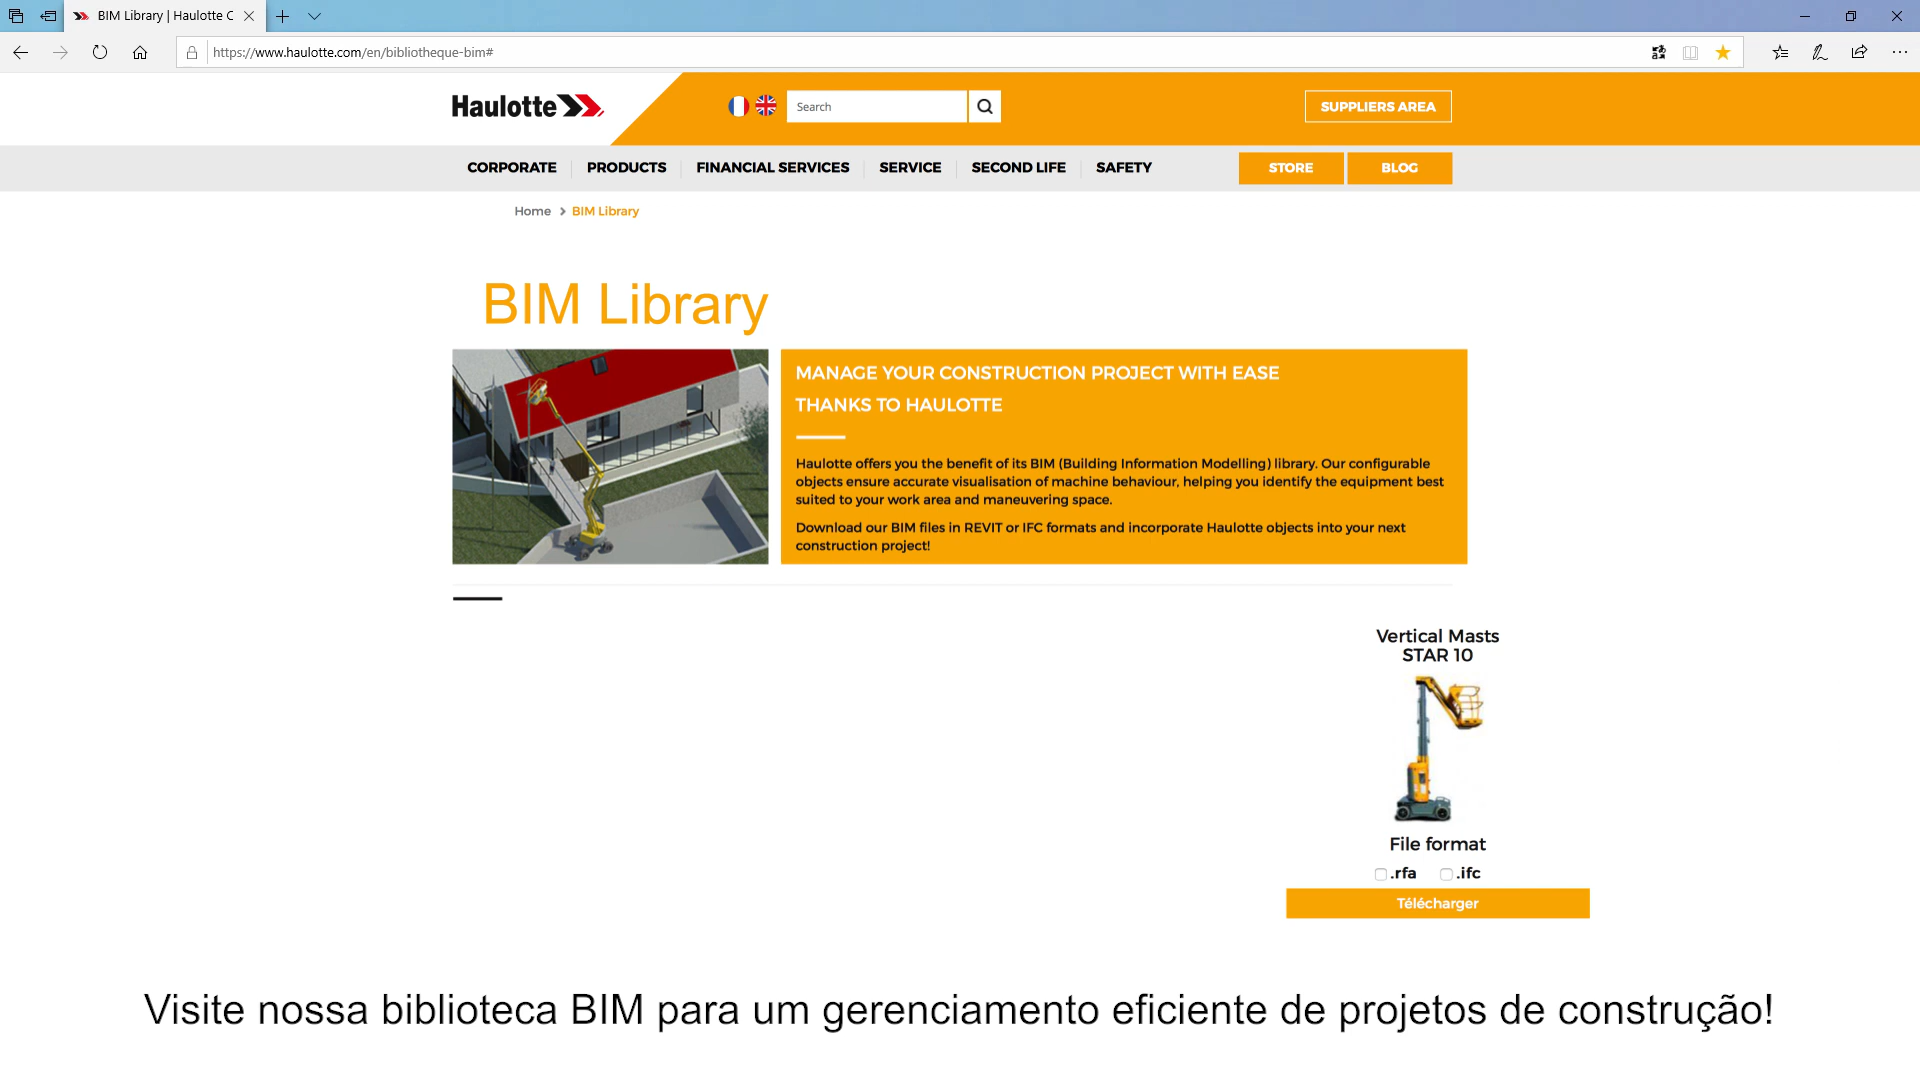 BIM Library | Haulotte C
https://www.haulotte.com/en/bibliotheque-bim#
Haulotte
Search
SUPPLIERS AREA
CORPORATE PRODUCTS FINANCIAL SERVICES SERVICE SECOND LIFE SAFETY STORE BLOG
Home > BIM Library
BIM Library
MANAGE YOUR CONSTRUCTION PROJECT WITH EASE
THANKS TO HAULOTTE
Haulotte offers you the benefit of its BIM (Building Information Modelling) library. Our configurable
objects ensure accurate visualisation of machine behaviour, helping you identify the equipment best
suited to your work area and maneuvering space.
Download our BIM files in REVIT or IFC formats and incorporate Haulotte objects into your next
construction project!
Vertical Masts
STAR 10
File format
.rfa .ifc
Télécharger
Visite nossa biblioteca BIM para um gerenciamento eficiente de projetos de construção!